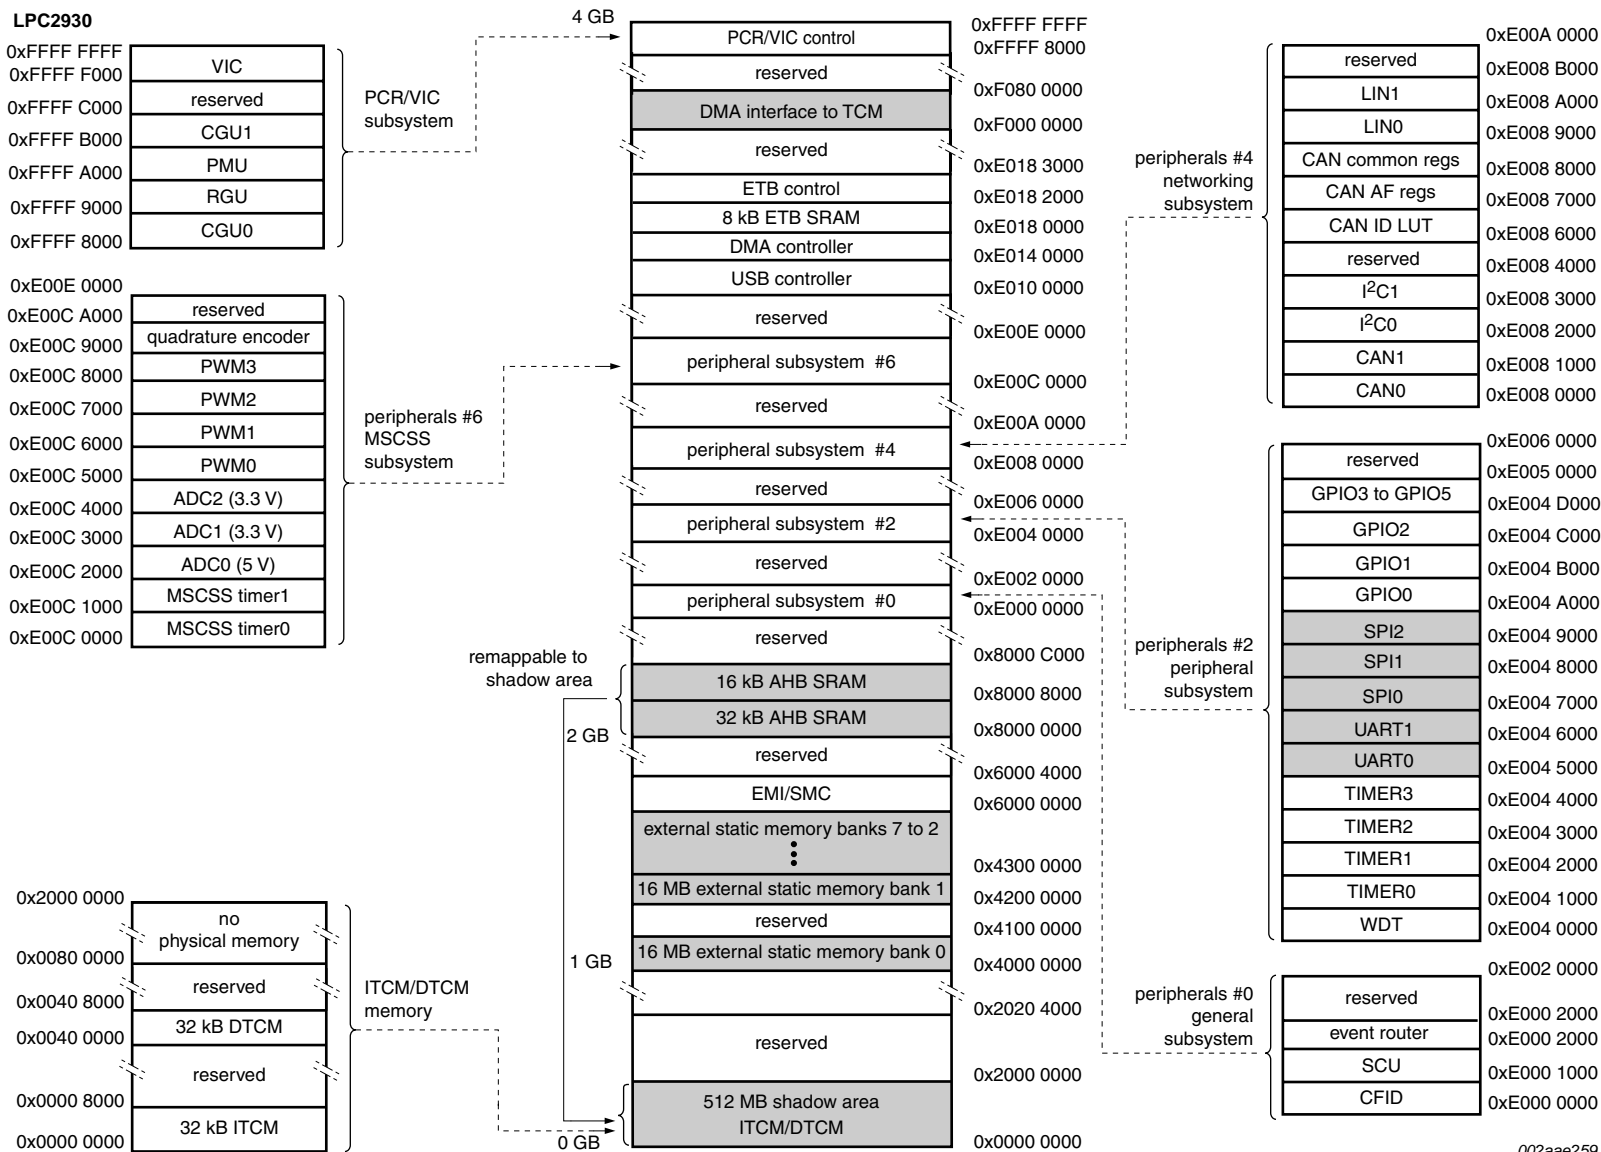 LPC2930
0xFFFF FFFF
0xFFFF F000
0xFFFF C000
0xFFFF B000
0xFFFF A000
0xFFFF 9000
0xFFFF 8000
VIC
reserved
CGU1
PMU
RGU
CGU0
PCR/VIC
subsystem
0xE00E 0000
0xE00C A000
0xE00C 9000
0xE00C 8000
0xE00C 7000
0xE00C 6000
0xE00C 5000
0xE00C 4000
0xE00C 3000
0xE00C 2000
0xE00C 1000
0xE00C 0000
reserved
quadrature encoder
PWM3
PWM2
PWM1
PWM0
ADC2 (3.3 V)
ADC1 (3.3 V)
ADC0 (5 V)
MSCSS timer1
MSCSS timer0
peripherals #6
MSCSS
subsystem
0x2000 0000
0x0080 0000
0x0040 8000
0x0040 0000
0x0000 8000
0x0000 0000
no
physical memory
reserved
32 kB DTCM
reserved
32 kB ITCM
ITCM/DTCM
memory
4 GB
remappable to
shadow area
2 GB
1 GB
0 GB
PCR/VIC control
reserved
DMA interface to TCM
reserved
ETB control
8 kB ETB SRAM
DMA controller
USB controller
reserved
peripheral subsystem #6
reserved
peripheral subsystem #4
reserved
peripheral subsystem #2
reserved
peripheral subsystem #0
reserved
16 kB AHB SRAM
32 kB AHB SRAM
reserved
EMI/SMC
external static memory banks 7 to 2
16 MB external static memory bank 1
reserved
16 MB external static memory bank 0
reserved
512 MB shadow area
ITCM/DTCM
0xFFFF FFFF
0xFFFF 8000
0xF080 0000
0xF000 0000
0xE018 3000
0xE018 2000
0xE018 0000
0xE014 0000
0xE010 0000
0xE00E 0000
0xE00C 0000
0xE00A 0000
0xE008 0000
0xE006 0000
0xE004 0000
0xE002 0000
0xE000 0000
0x8000 C000
0x8000 8000
0x8000 0000
0x6000 4000
0x6000 0000
0x4300 0000
0x4200 0000
0x4100 0000
0x4000 0000
0x2020 4000
0x2000 0000
0x0000 0000
peripherals #4
networking
subsystem
reserved
LIN1
LIN0
CAN common regs
CAN AF regs
CAN ID LUT
reserved
I2C1
I2C0
CAN1
CAN0
0xE00A 0000
0xE008 B000
0xE008 A000
0xE008 9000
0xE008 8000
0xE008 7000
0xE008 6000
0xE008 4000
0xE008 3000
0xE008 2000
0xE008 1000
0xE008 0000
peripherals #2
peripheral
subsystem
reserved
GPIO3 to GPIO5
GPIO2
GPIO1
GPIO0
SPI2
SPI1
SPI0
UART1
UART0
TIMER3
TIMER2
TIMER1
TIMER0
WDT
0xE006 0000
0xE005 0000
0xE004 D000
0xE004 C000
0xE004 B000
0xE004 A000
0xE004 9000
0xE004 8000
0xE004 7000
0xE004 6000
0xE004 5000
0xE004 4000
0xE004 3000
0xE004 2000
0xE004 1000
0xE004 0000
peripherals #0
general
subsystem
reserved
event router
SCU
CFID
0xE002 0000
0xE000 2000
0xE000 2000
0xE000 1000
0xE000 0000
002aae259